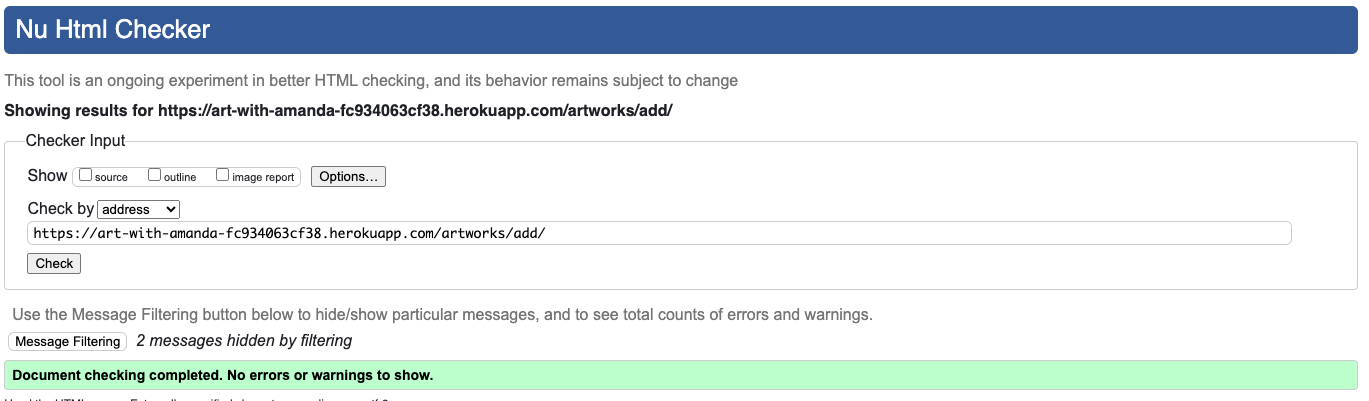 Nu Html Checker
This tool is an ongoing experiment in better HTML checking, and its behavior remains subject to change
Showing results for https://art-with-amanda-fc934063cf38.herokuapp.com/artworks/add/
Checker Input
Show source outline image report Options...
Check by address
https://art-with-amanda-fc934063cf38.herokuapp.com/artworks/add/
Check
Use the Message Filtering button below to hide/show particular messages, and to see total counts of errors and warnings.
Message Filtering 2 messages hidden by filtering
Document checking completed. No errors or warnings to show.